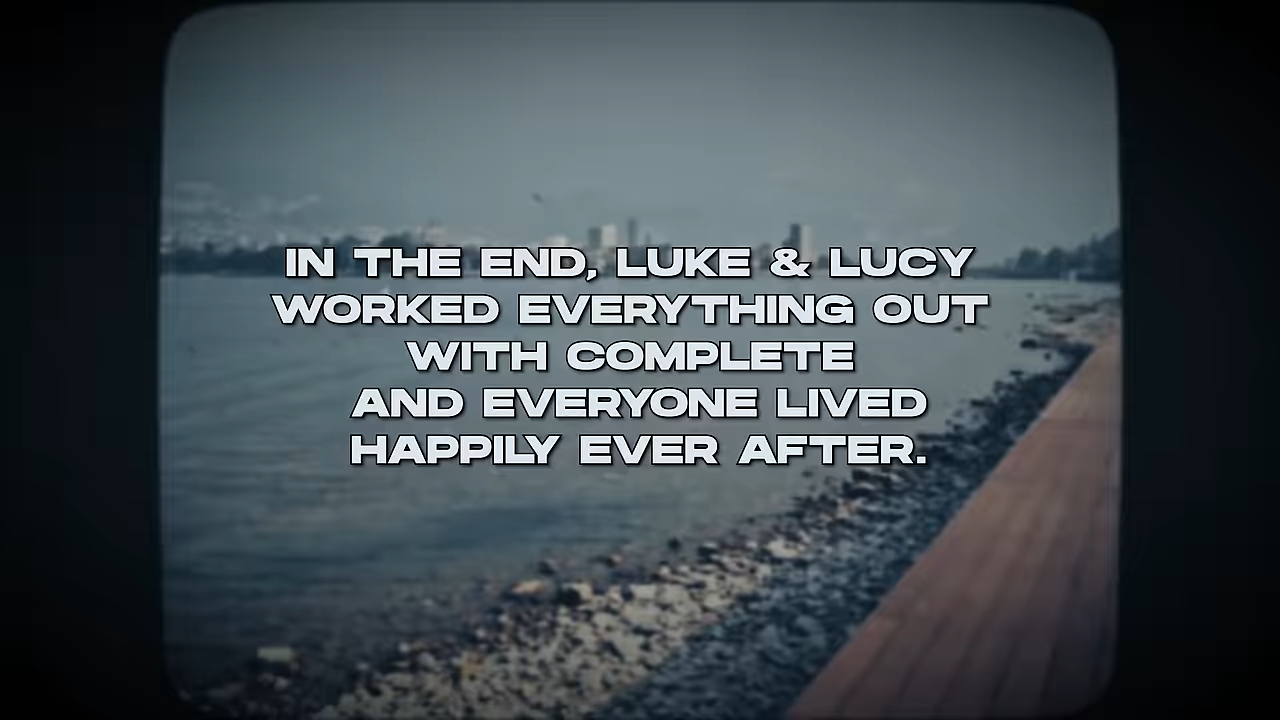 IN THE END, LUKE & LUCY
WORKED EVERYTHING OUT
WITH COMPLETE
AND EVERYONE LIVED
HAPPILY EVER AFTER.